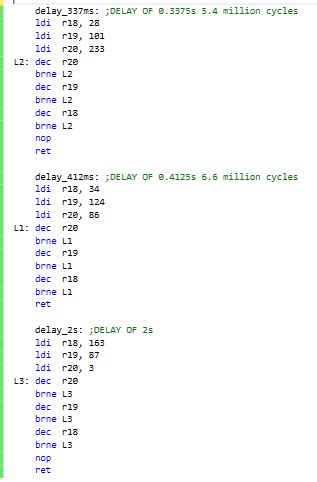 delay_337ms: ;DELAY OF 0.3375s 5.4 million cycles
ldi r18, 28
ldi r19, 101
ldi r20, 233
L2: dec r20
brne L2
dec r19
brne L2
dec r18
brne L2
nop
ret
delay_412ms: ;DELAY OF 0.4125s 6.6 million cycles
ldi r18, 34
ldi r19, 124
ldi r20, 86
L1: dec r20
brne L1
dec r19
brne L1
dec r18
brne L1
ret
delay_2s: ;DELAY OF 2s
ldi r18, 163
ldi r19, 87
ldi r20, 3
L3: dec r20
brne L3
dec r19
brne L3
dec r18
brne L3
nop
ret